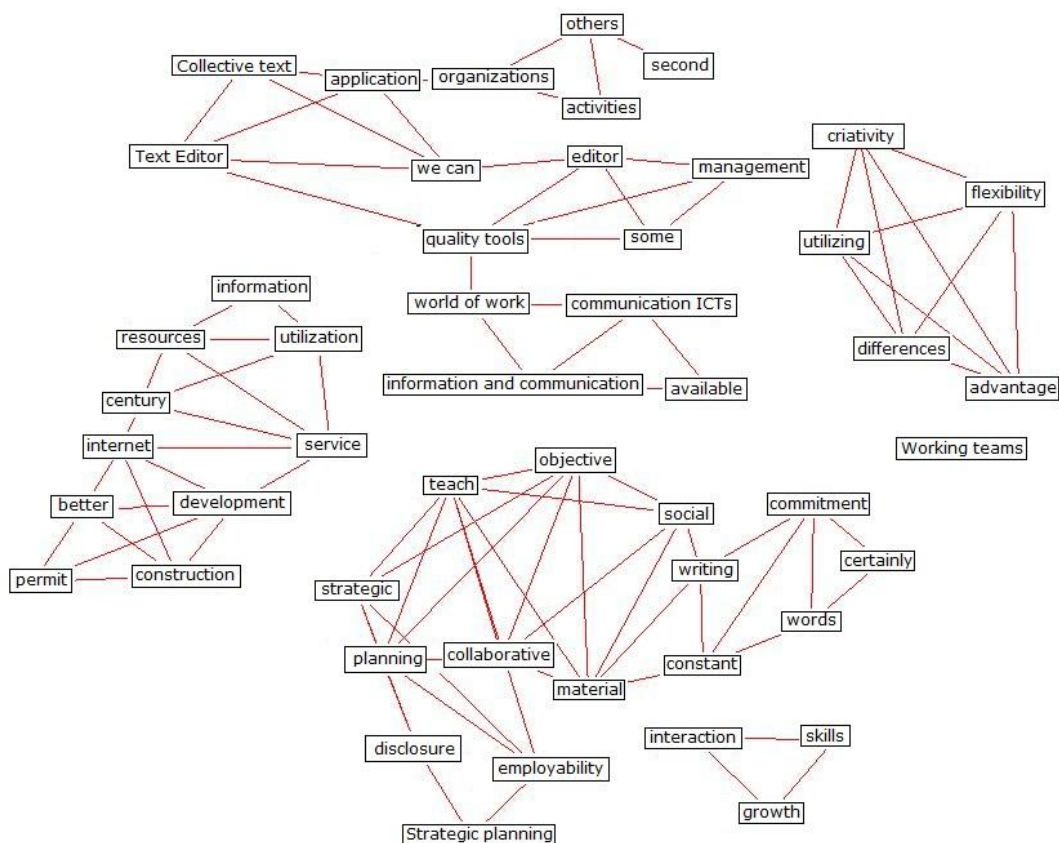 others
Collective text
application
organizations
second
activities
criativity
Text Editor
we can
editor
management
flexibility
quality tools
some
utilizing
information
world of work
communication ICTs
resources
utilization
differences
information and communication
available
advantage
century
internet
service
Working teams
objective
teach
better
development
social
commitment
permit
construction
strategic
writing
certainly
words
planning
collaborative
constant
material
disclosure
interaction
skills
employability
growth
Strategic planning